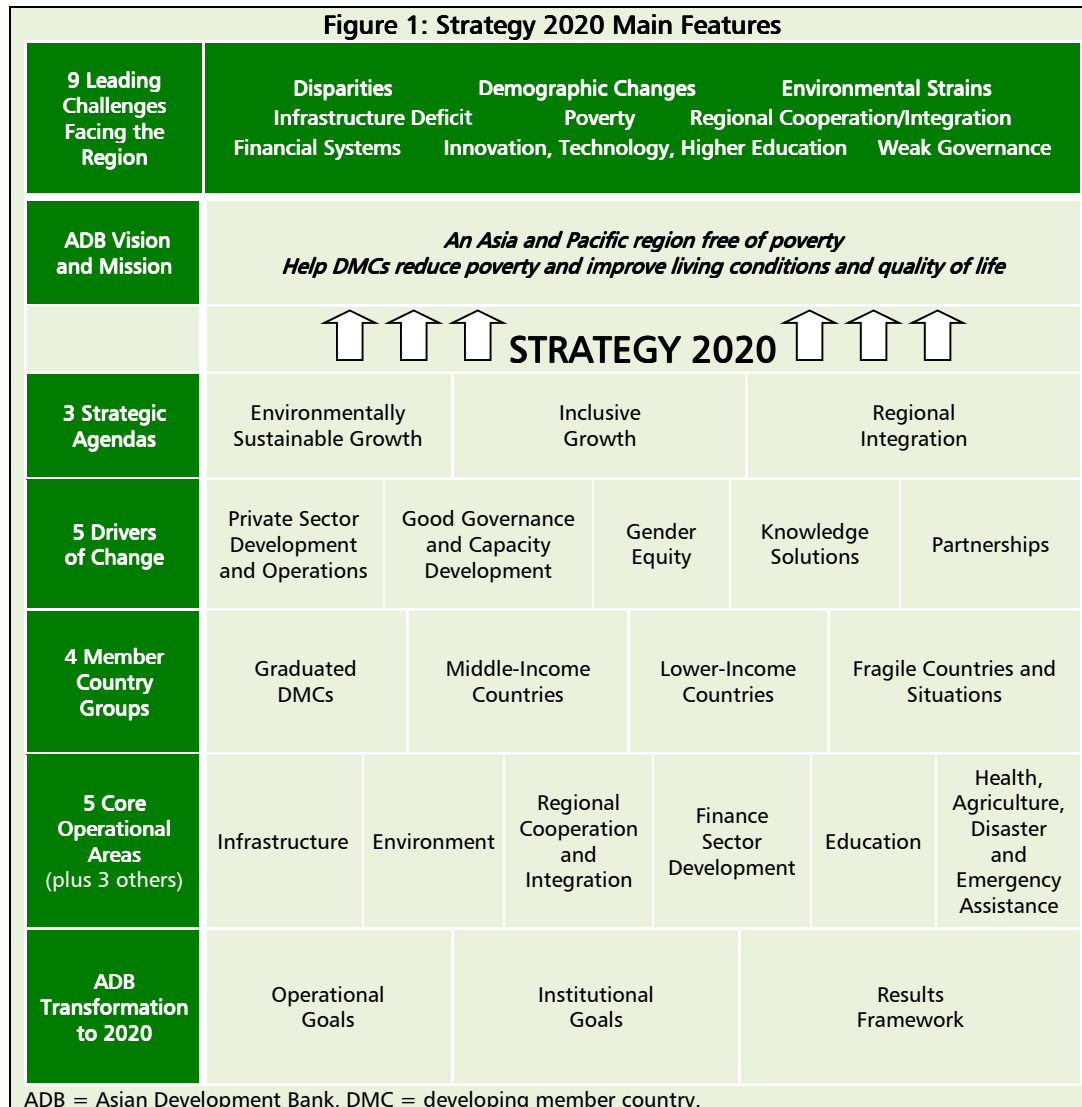 Figure 1: Strategy 2020 Main Features
9 Leading
Challenges
Facing the
Region
Disparities Demographic Changes Environmental Strains
Infrastructure Deficit Poverty Regional Cooperation/Integration
Financial Systems Innovation, Technology, Higher Education Weak Governance
ADB Vision
and Mission
An Asia and Pacific region free of poverty
Help DMCs reduce poverty and improve living conditions and quality of life
STRATEGY 2020
3 Strategic
Agendas
Environmentally
Sustainable Growth
Inclusive
Growth
Regional
Integration
5 Drivers
of Change
Private Sector
Development
and Operations
Good Governance
and Capacity
Development
Gender
Equity
Knowledge
Solutions
Partnerships
4 Member
Country
Groups
Graduated
DMCs
Middle-Income
Countries
Lower-Income
Countries
Fragile Countries and
Situations
5 Core
Operational
Areas
(plus 3 others)
Infrastructure
Environment
Regional
Cooperation
and
Integration
Finance
Sector
Development
Education
Health,
Agriculture,
Disaster
and
Emergency
Assistance
ADB
Transformation
to 2020
Operational
Goals
Institutional
Goals
Results
Framework
ADB = Asian Development Bank, DMC = developing member country.